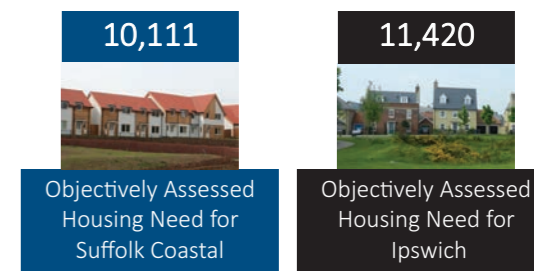 10,111
Objectively Assessed
Housing Need for
Suffolk Coastal
11,420
Objectively Assessed
Housing Need for
Ipswich